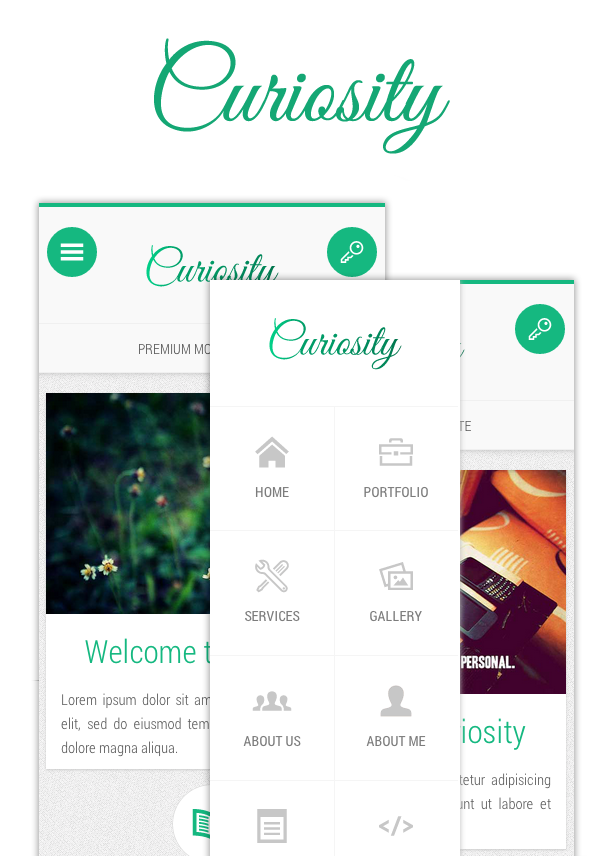 Curiosity
Curiosity
PREMIUM MO
Welcome t
Lorem ipsum dolor sit am
elit, sed do eiusmod tem
dolore magna aliqua.
Curiosity
HOME
PORTFOLIO
SERVICES
GALLERY
ABOUT US
ABOUT ME
TE
PERSONAL.
iosity
tetur adipisicing
unt ut labore et